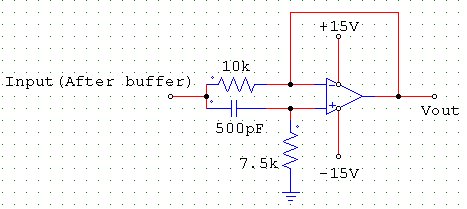 +15V
10k
Input(After buffer)
500pF
Vout
7.5k
-15V